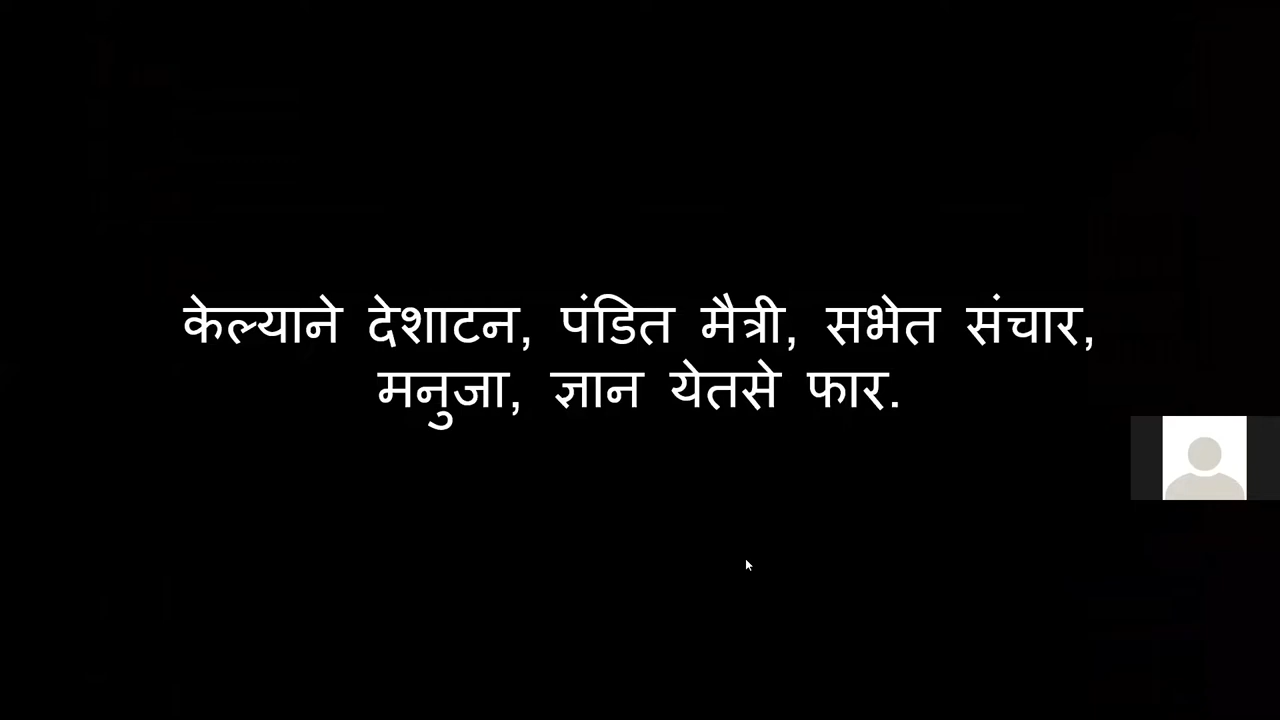 केल्याने देशाटन, पंडित मैत्री, सभेत संचार,
मनुजा, ज्ञान येतसे फार.